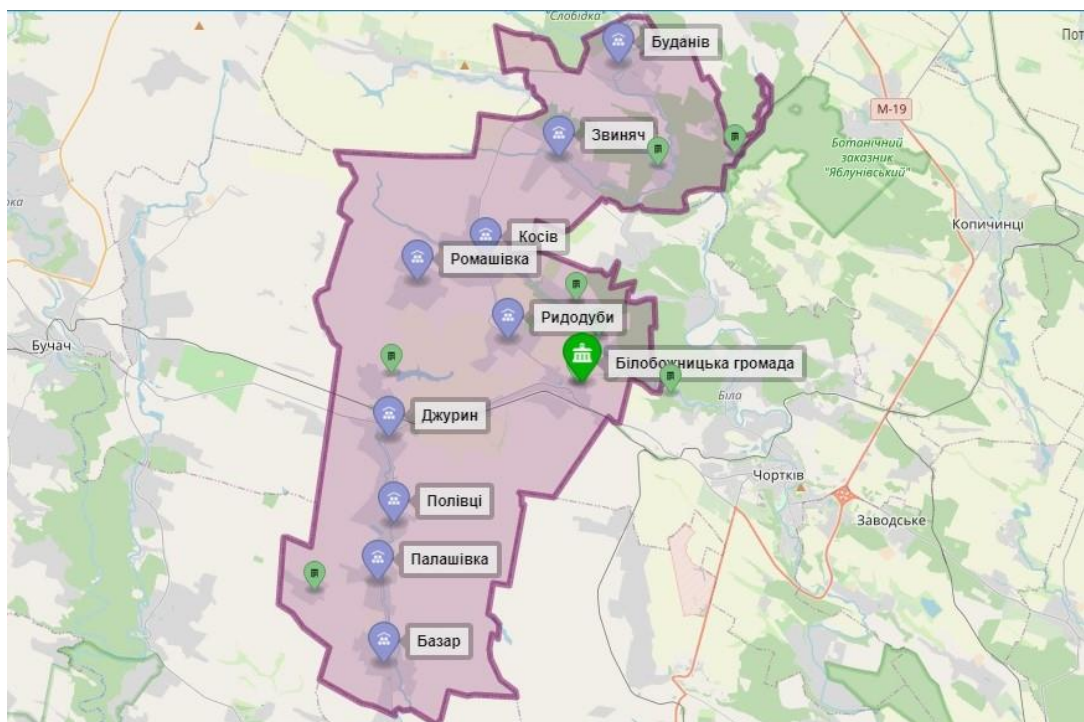 "Слобідка"
Буданів
Пот
М-19
Звиняч
Ботанічний
заказник
"Яблунівський"
рка
Копичинці
Косів
Ромашівка
Ридодуби
Бучач
Білобожницька громада
Біла
Джурин
Чортків
Полівці
Заводське
Палашівка
Базар